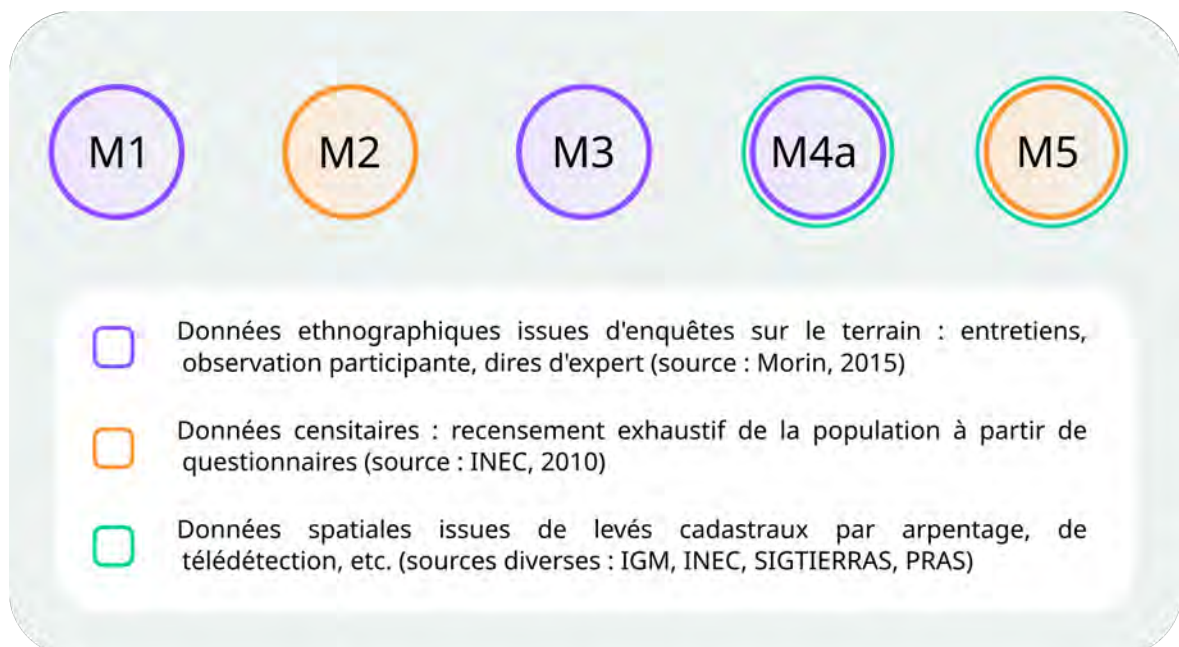 M1 M2 M3 M4a M5
Données ethnographiques issues d'enquêtes sur le terrain : entretiens,
observation participante, dires d'expert (source : Morin, 2015)
Données censitaires : recensement exhaustif de la population à partir de
questionnaires (source : INEC, 2010)
Données spatiales issues de levés cadastraux par arpentage, de
télédétection, etc. (sources diverses : IGM, INEC, SIGTIERRAS, PRAS)